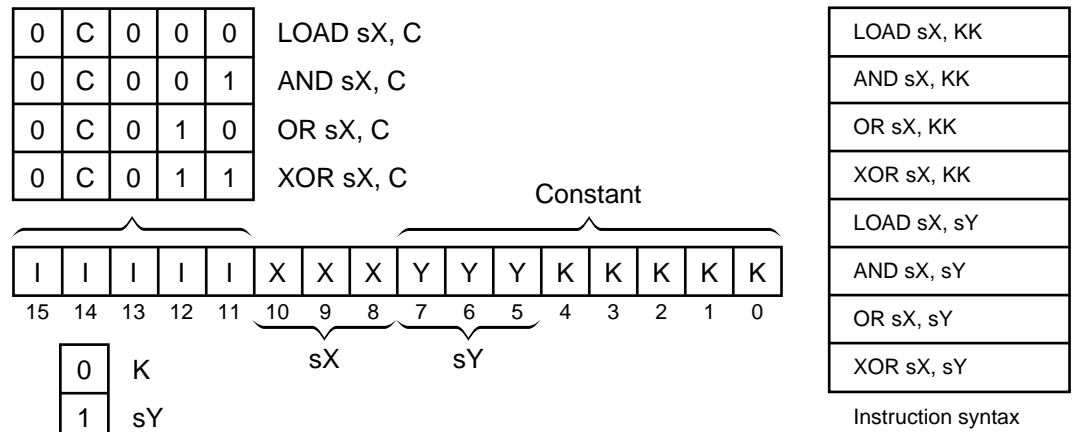 0 C 0 0 0 LOAD sX, C
0 C 0 0 1 AND sX, C
0 C 0 1 0 OR sX, C
0 C 0 1 1 XOR sX, C
Constant
I I I I I X X X Y Y Y K K K K K
15 14 13 12 11 10 9 8 7 6 5 4 3 2 1 0
sX sY
0 K
1 sY
LOAD sX, KK
AND sX, KK
OR sX, KK
XOR sX, KK
LOAD sX, sY
AND sX, sY
OR sX, sY
XOR sX, sY
Instruction syntax